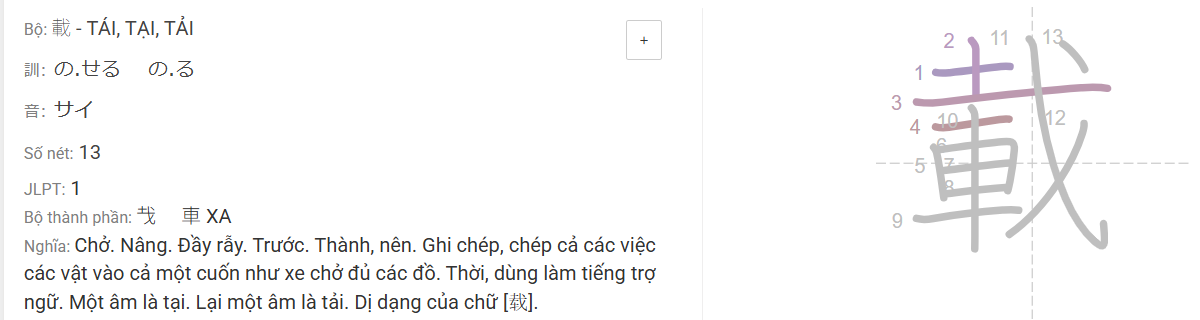 Bộ: 載 - TÁI, TẠI, TẢI
+
訓: の.せる の.る
音: サイ
Số nét: 13
JLPT: 1
Bộ thành phần: 𢦏 車 XA
Nghĩa: Chở. Nâng. Đầy rẫy. Trước. Thành, nên. Ghi chép, chép cả các việc
các vật vào cả một cuốn như xe chở đủ các đồ. Thời, dùng làm tiếng trợ
ngữ. Một âm là tại. Lại một âm là tải. Dị dạng của chữ [载].
載
1
2
3
4
5
6
7
8
9
10
11
12
13